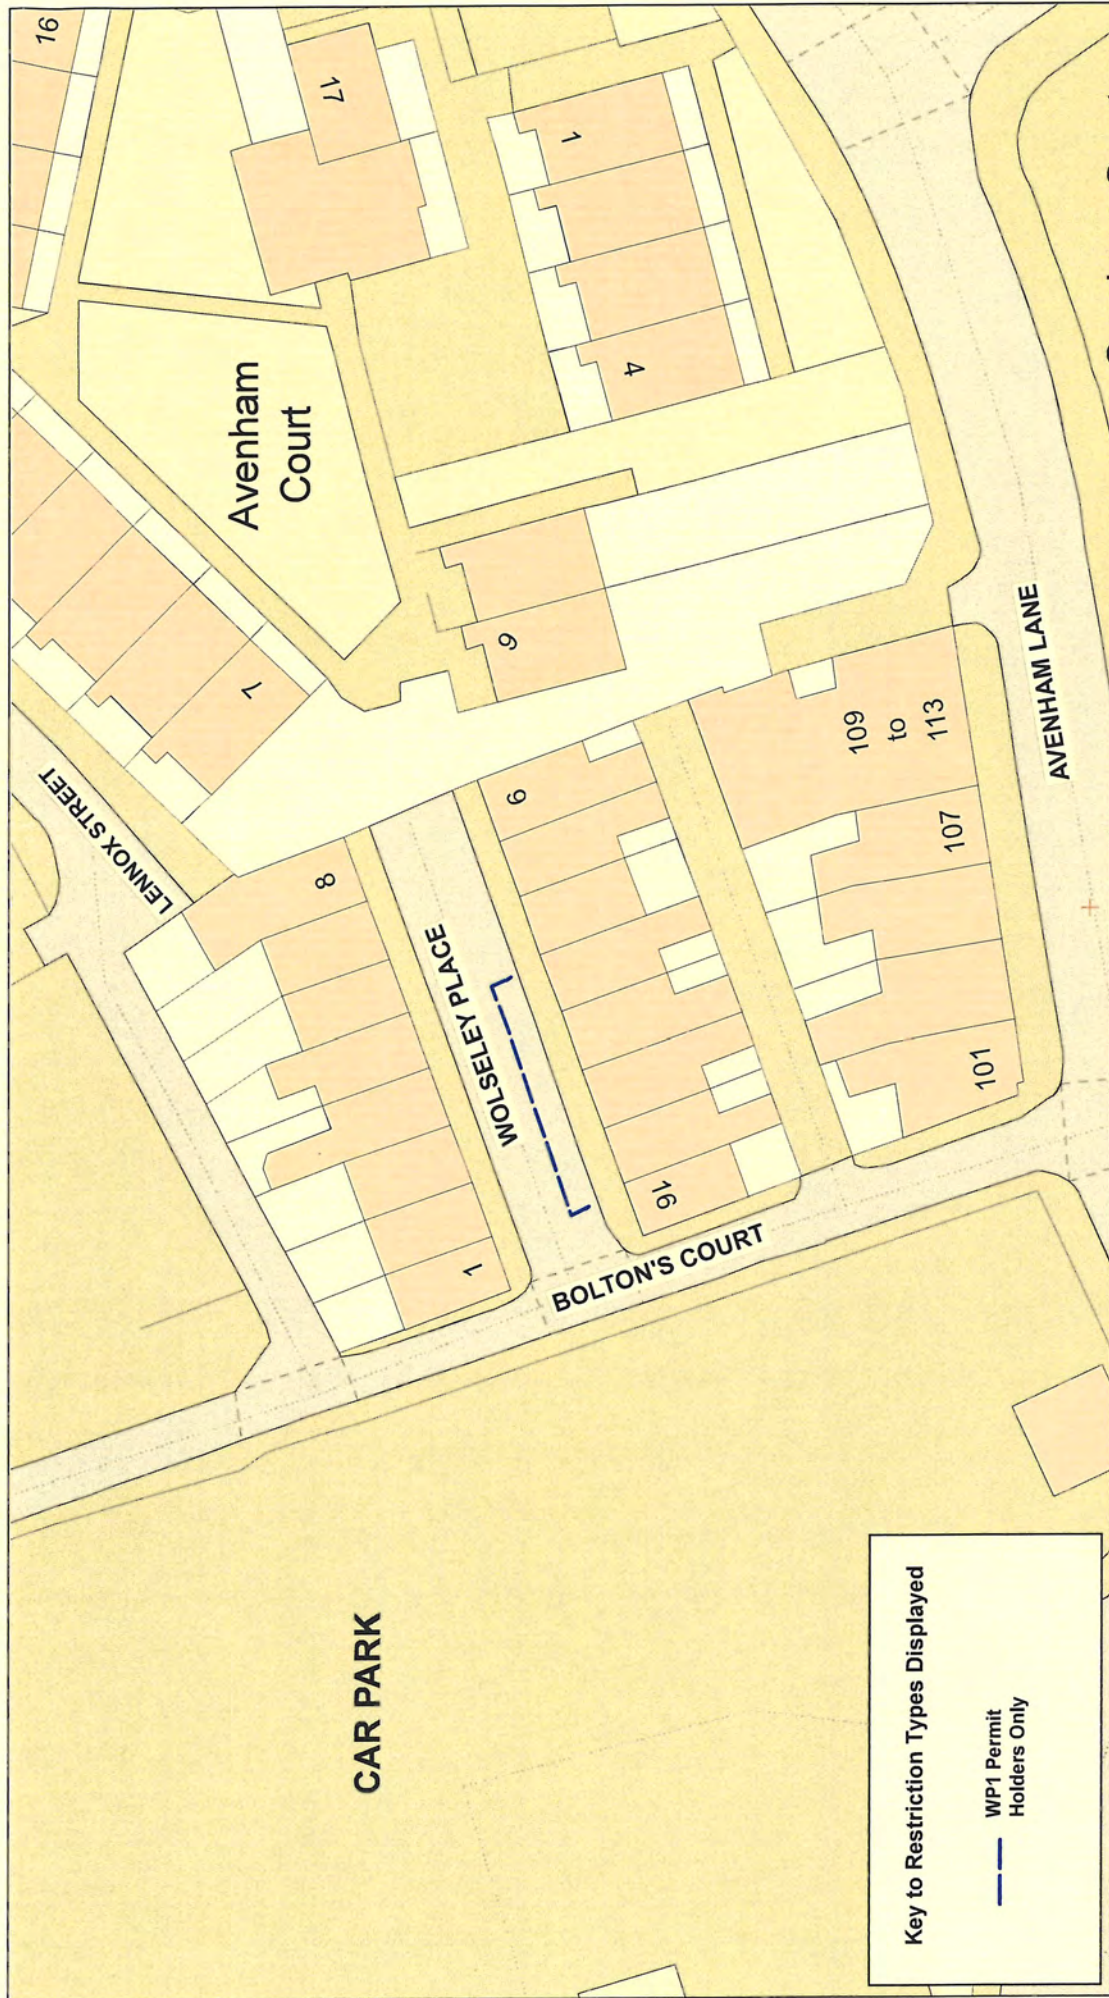 16
17
1
4
Avenham
Court
6
7
LENNOX STREET
8
9
WOLSELEY PLACE
1
16
BOLTON'S COURT
109
to
113
107
101
AVENHAM LANE
CAR PARK
Key to Restriction Types Displayed
WP1 Permit
Holders Only